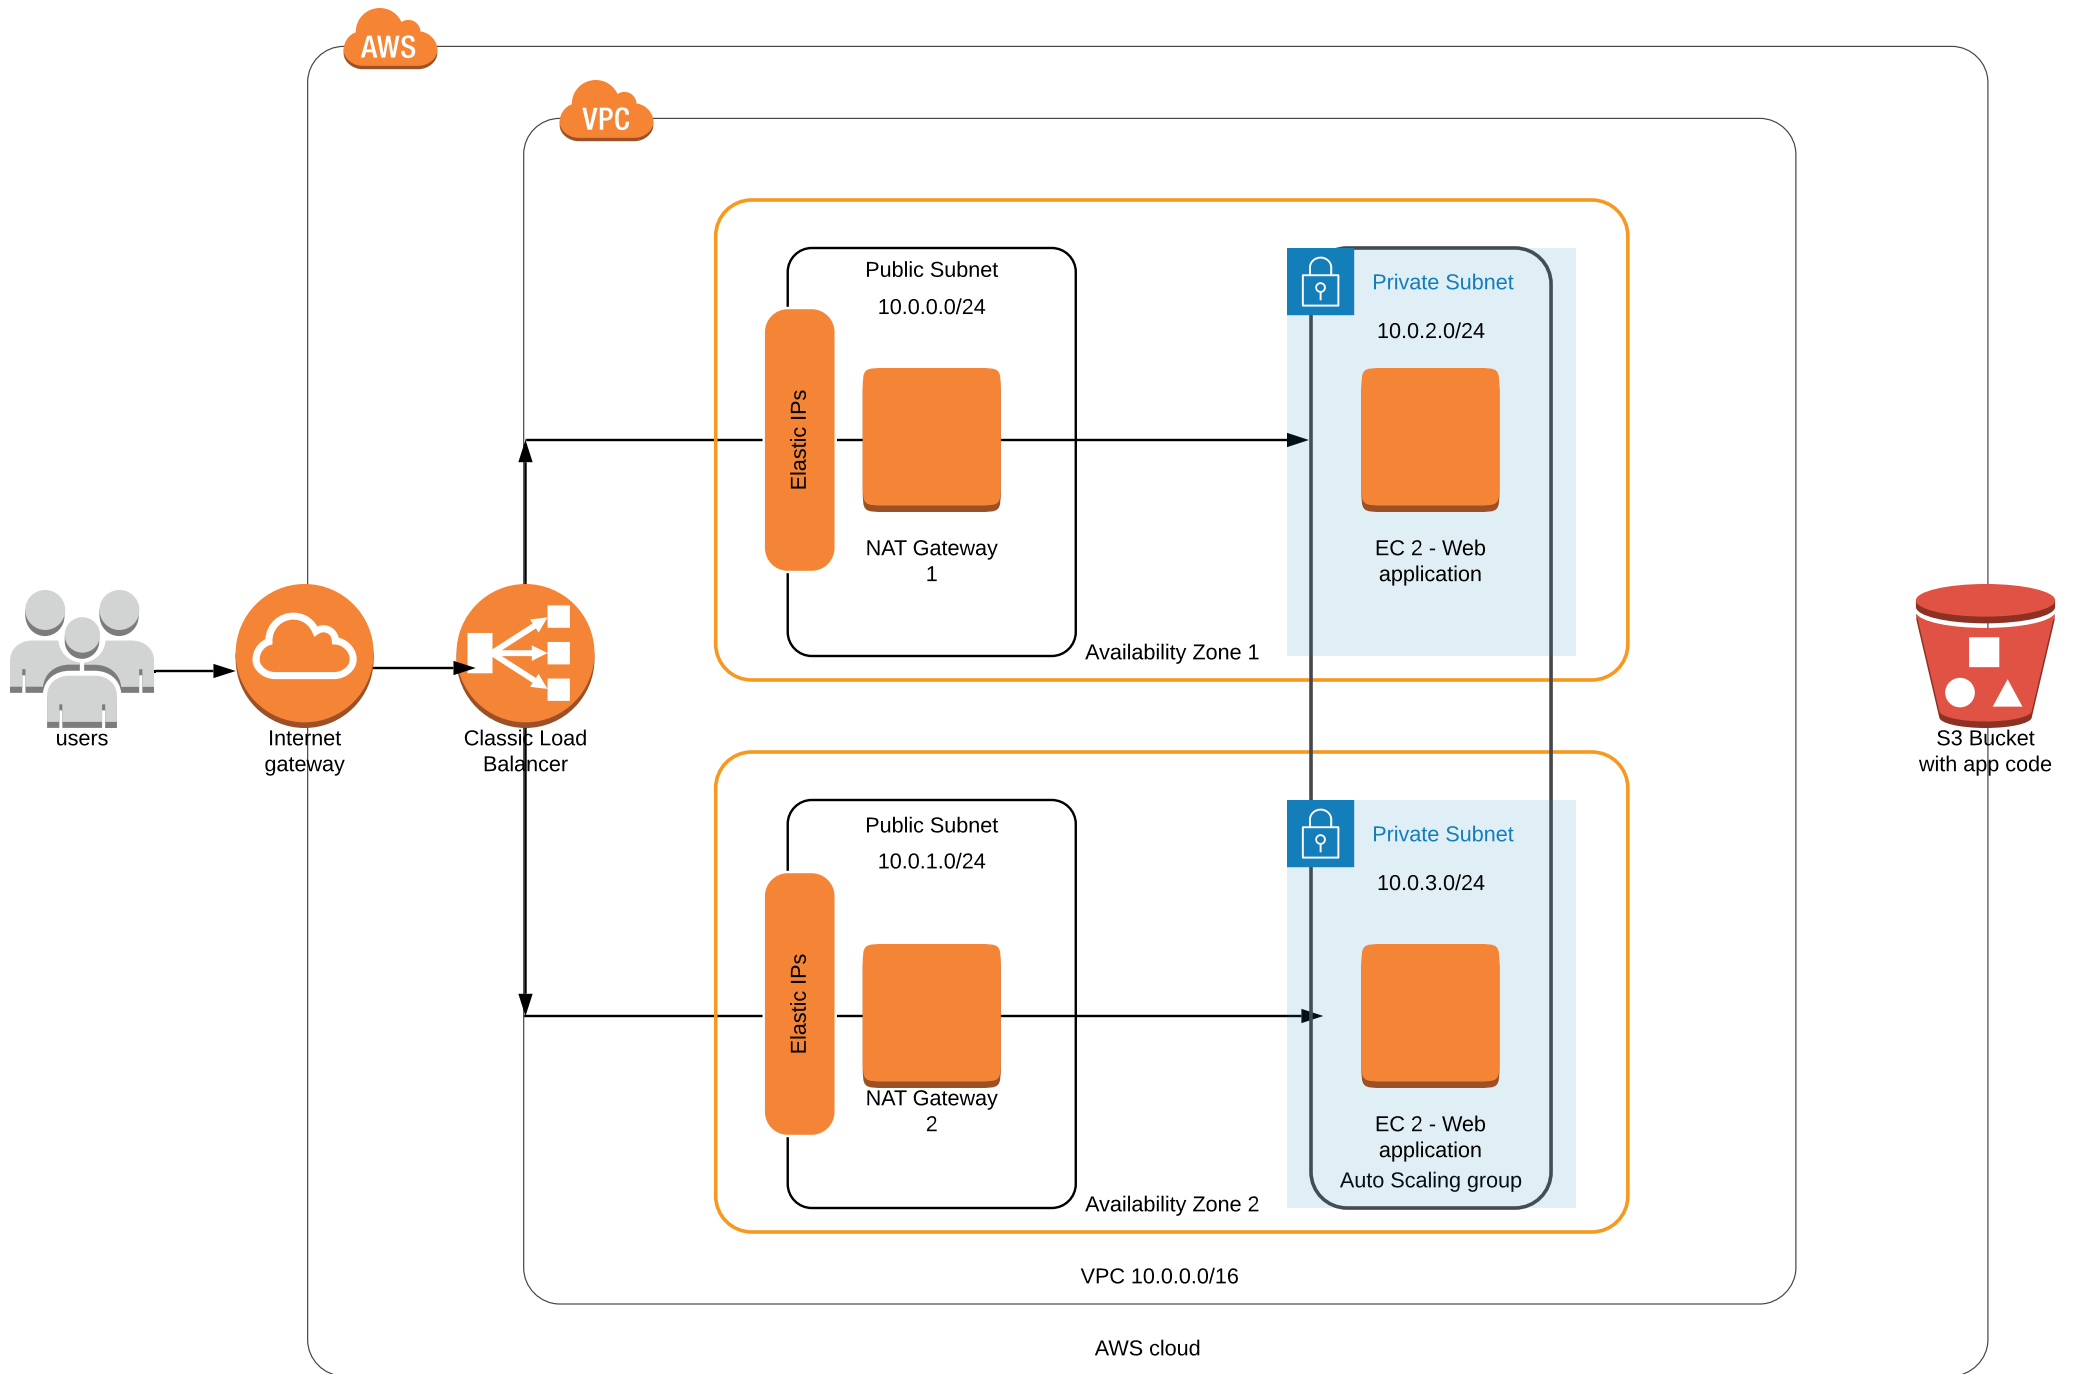 AWS
VPC
Public Subnet
10.0.0.0/24
Elastic IPs
NAT Gateway
1
Private Subnet
10.0.2.0/24
EC 2 - Web
application
Availability Zone 1
users
Internet
gateway
Classic Load
Balancer
S3 Bucket
with app code
Public Subnet
10.0.1.0/24
Elastic IPs
NAT Gateway
2
Private Subnet
10.0.3.0/24
EC 2 - Web
application
Auto Scaling group
Availability Zone 2
VPC 10.0.0.0/16
AWS cloud